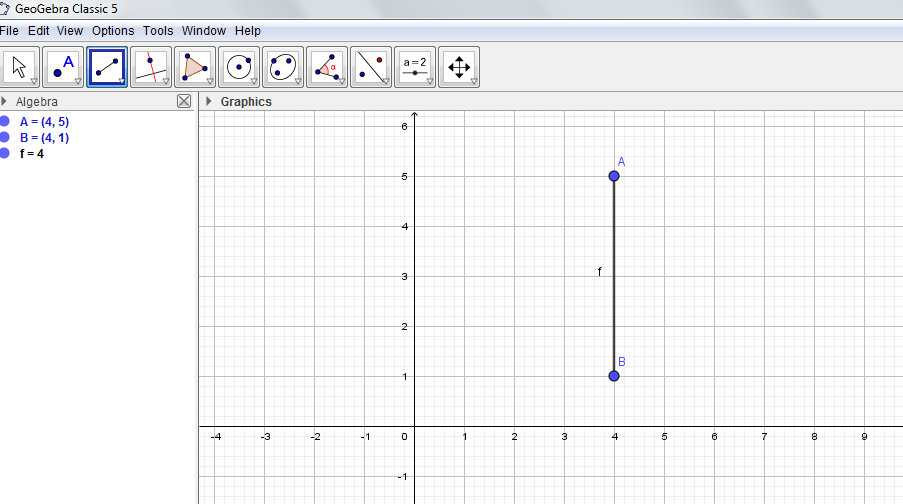 GeoGebra Classic 5
File Edit View Options Tools Window Help
A a=2
α
Algebra
Graphics
A = (4, 5)
B = (4, 1)
f = 4
6
A
5
4
f
3
2
B
1
-4 -3 -2 -1 0 1 2 3 4 5 6 7 8 9
-1